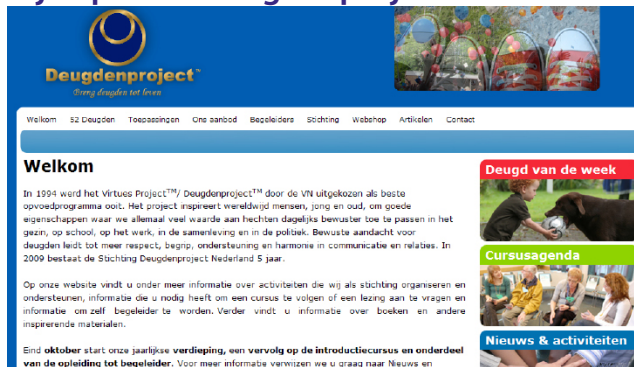 Deugdenproject™
Breng deugden tot leven
Welkom 52 Deugden Toepassingen Ons aanbod Begeleiders Stichting Webshop Artikelen Contact
Welkom
In 1994 werd het Virtues Project™/ Deugdenproject™ door de VN uitgekozen als beste
opvoedprogramma ooit. Het project inspireert wereldwijd mensen, jong en oud, om goede
eigenschappen waar we allemaal veel waarde aan hechten dagelijks bewuster toe te passen in het
gezin, op school, op het werk, in de samenleving en in de politiek. Bewuste aandacht voor
deugden leidt tot meer respect, begrip, ondersteuning en harmonie in communicatie en relaties. In
2009 bestaat de Stichting Deugdenproject Nederland 5 jaar.
Op onze website vindt u onder meer informatie over activiteiten die wij als stichting organiseren en
ondersteunen, informatie die u nodig heeft om een cursus te volgen of een lezing aan te vragen en
informatie om zelf begeleider te worden. Verder vindt u informatie over boeken en andere
inspirerende materialen.
Eind oktober start onze jaarlijkse verdieping, een vervolg op de introductiecursus en onderdeel
van de opleiding tot begeleider. Voor meer informatie verwijzen we u graag naar Nieuws en
Deugd van de week
Cursusagenda
Nieuws & activiteiten